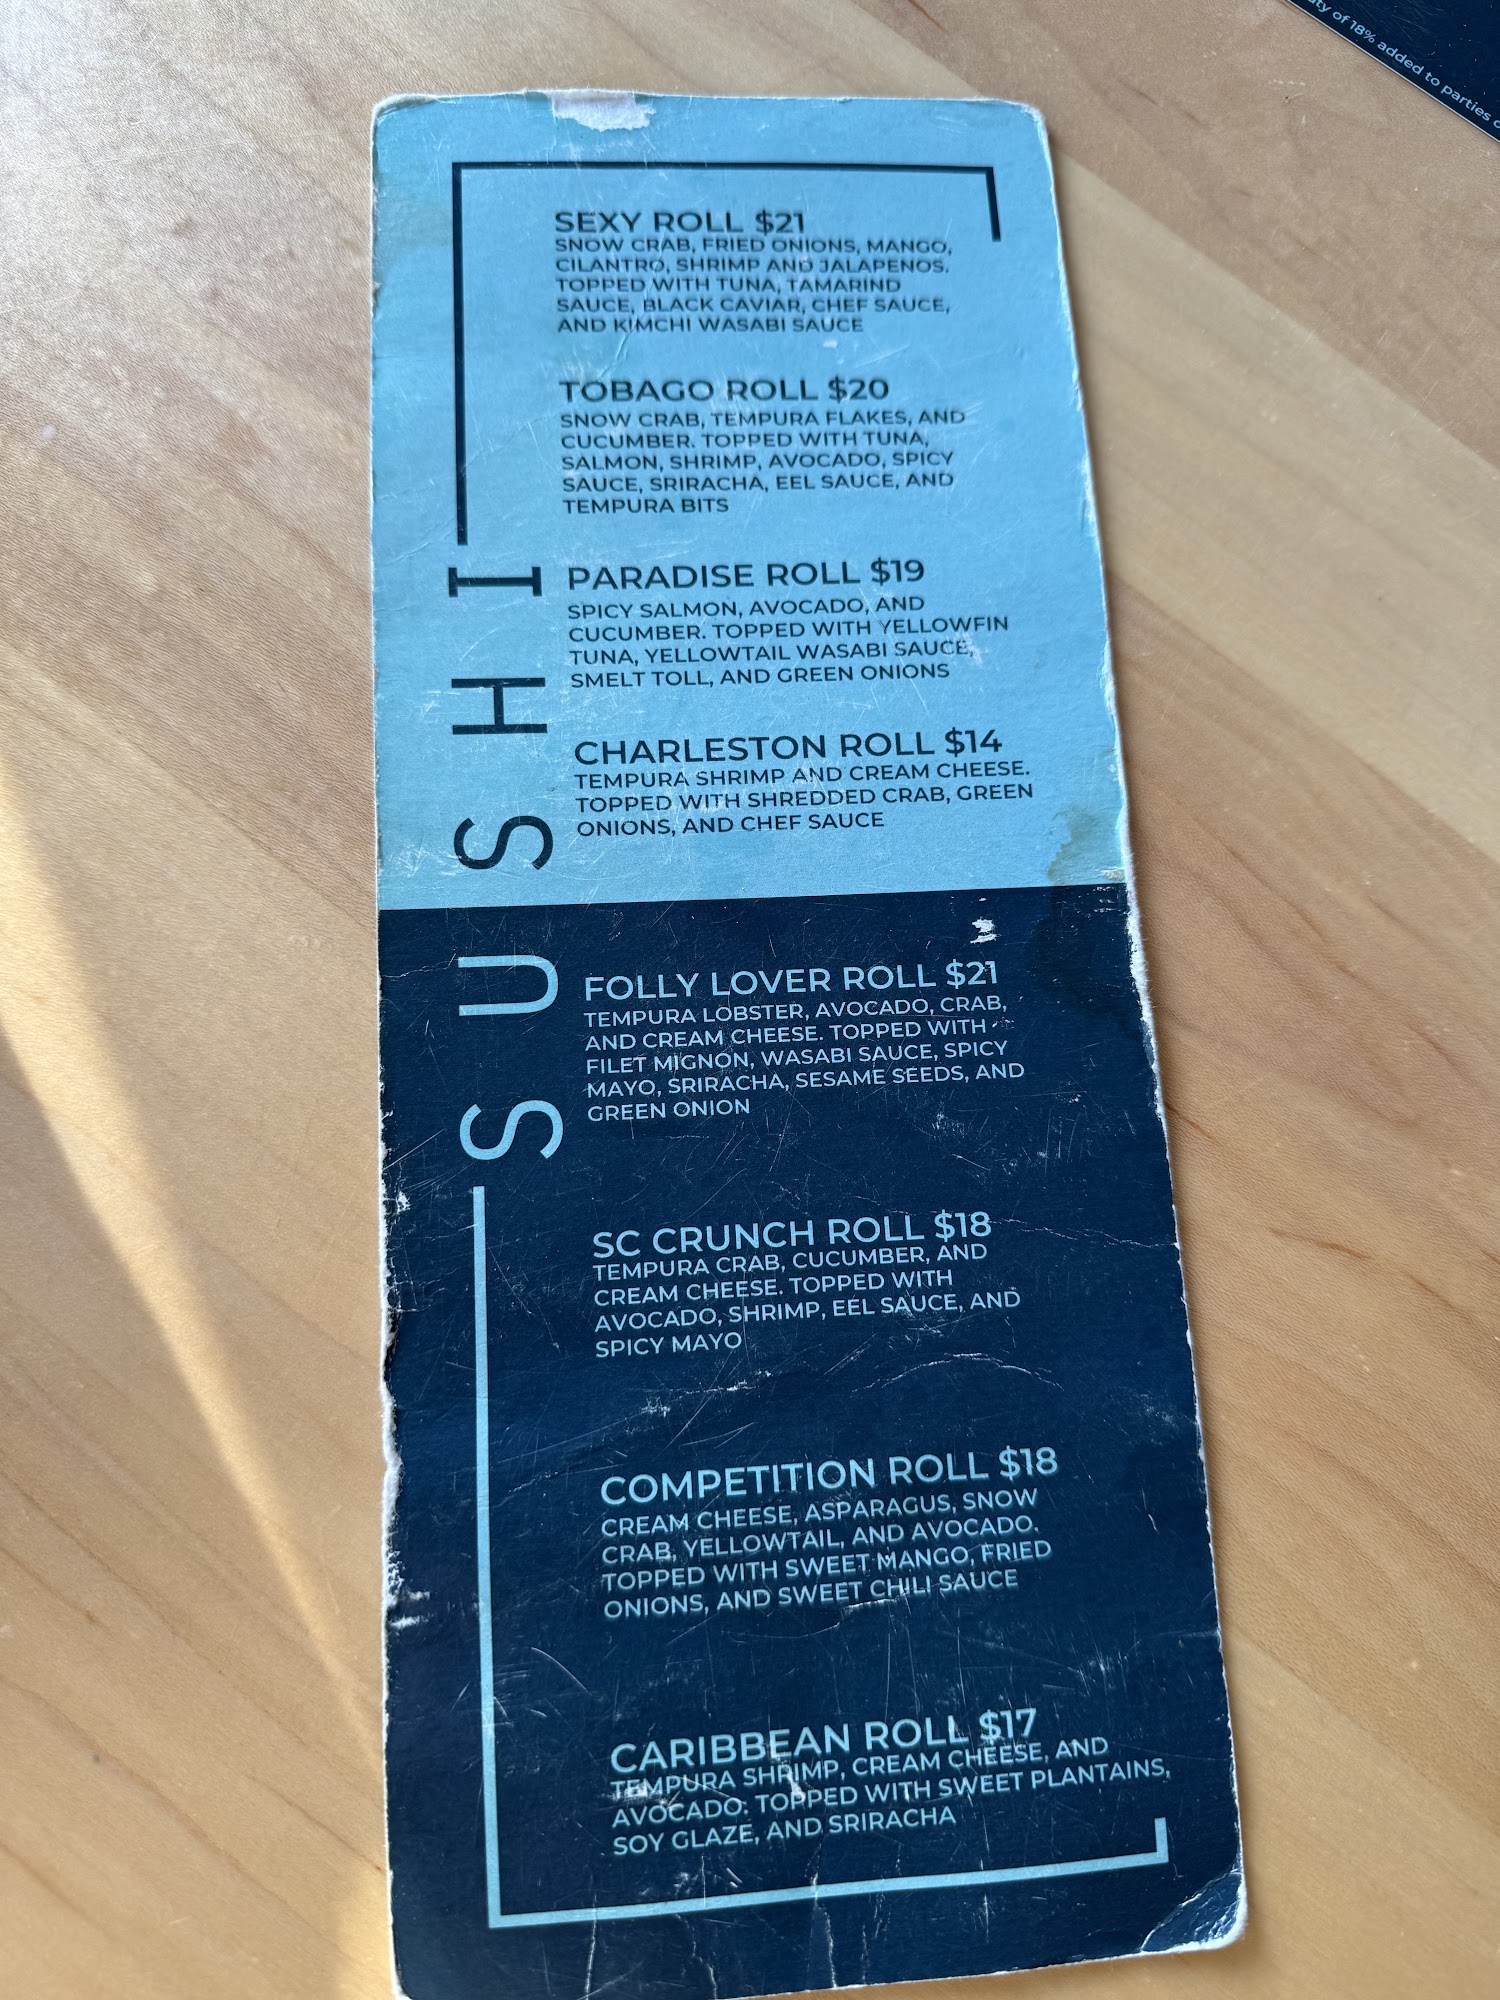 ty of 18% added to parties
SEXY ROLL $21
SNOW CRAB, FRIED ONIONS, MANGO,
CILANTRO, SHRIMP AND JALAPENOS.
TOPPED WITH TUNA, TAMARIND
SAUCE, BLACK CAVIAR, CHEF SAUCE,
AND KIMCHI WASABI SAUCE
TOBAGO ROLL $20
SNOW CRAB, TEMPURA FLAKES, AND
CUCUMBER. TOPPED WITH TUNA,
SALMON, SHRIMP, AVOCADO, SPICY
SAUCE, SRIRACHA, EEL SAUCE, AND
TEMPURA BITS
PARADISE ROLL $19
SPICY SALMON, AVOCADO, AND
CUCUMBER. TOPPED WITH YELLOWFIN
TUNA, YELLOWTAIL WASABI SAUCE,
SMELT TOLL, AND GREEN ONIONS
CHARLESTON ROLL $14
TEMPURA SHRIMP AND CREAM CHEESE.
TOPPED WITH SHREDDED CRAB, GREEN
ONIONS, AND CHEF SAUCE
SUSHI
FOLLY LOVER ROLL $21
TEMPURA LOBSTER, AVOCADO, CRAB,
AND CREAM CHEESE. TOPPED WITH
FILET MIGNON, WASABI SAUCE, SPICY
MAYO, SRIRACHA, SESAME SEEDS, AND
GREEN ONION
SC CRUNCH ROLL $18
TEMPURA CRAB, CUCUMBER, AND
CREAM CHEESE. TOPPED WITH
AVOCADO, SHRIMP, EEL SAUCE, AND
SPICY MAYO
COMPETITION ROLL $18
CREAM CHEESE, ASPARAGUS, SNOW
CRAB, YELLOWTAIL, AND AVOCADO.
TOPPED WITH SWEET MANGO, FRIED
ONIONS, AND SWEET CHILI SAUCE
CARIBBEAN ROLL $17
TEMPURA SHRIMP, CREAM CHEESE, AND
AVOCADO. TOPPED WITH SWEET PLANTAINS,
SOY GLAZE, AND SRIRACHA